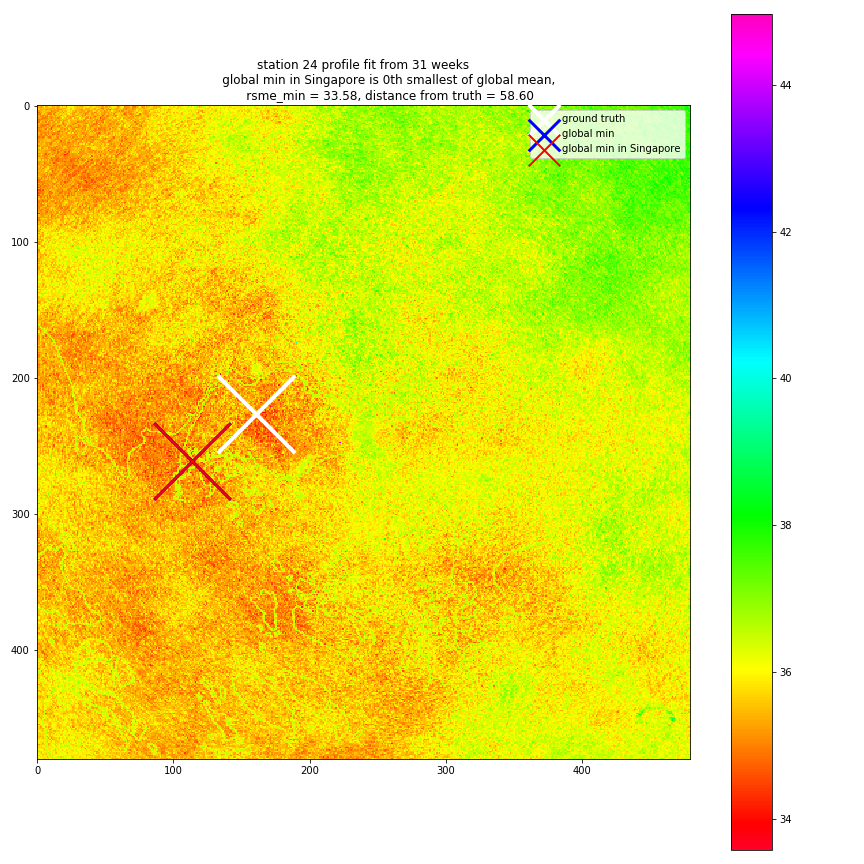 station 24 profile fit from 31 weeks
global min in Singapore is 0th smallest of global mean,
rsme_min = 33.58, distance from truth = 58.60
ground truth
global min
global min in Singapore
0
100
200
300
400
0
100
200
300
400
44
42
40
38
36
34